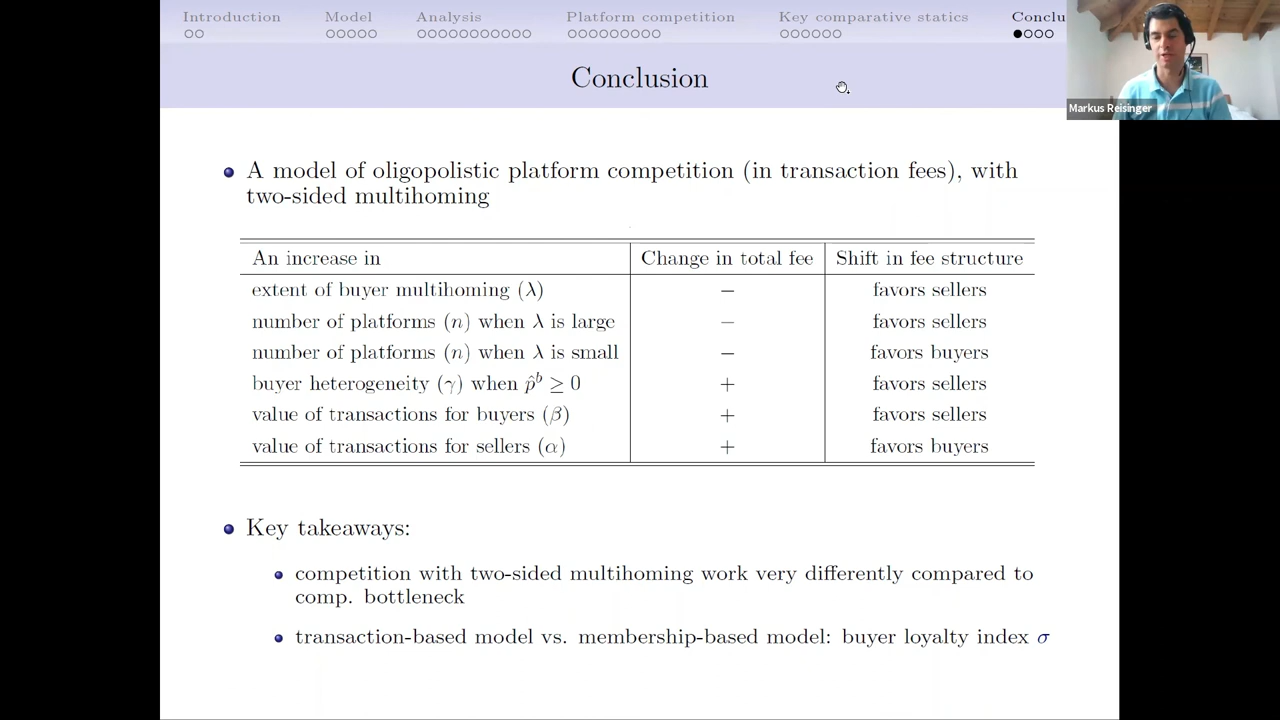 Introduction Model Analysis Platform competition Key comparative statics Conclu
Conclusion
Markus Reisinger
A model of oligopolistic platform competition (in transaction fees), with
two-sided multihoming
An increase in Change in total fee Shift in fee structure
extent of buyer multihoming (λ) − favors sellers
number of platforms (n) when λ is large − favors sellers
number of platforms (n) when λ is small − favors buyers
buyer heterogeneity (γ) when p̂ᵇ ≥ 0 + favors sellers
value of transactions for buyers (β) + favors sellers
value of transactions for sellers (α) + favors buyers
Key takeaways:
competition with two-sided multihoming work very differently compared to
comp. bottleneck
transaction-based model vs. membership-based model: buyer loyalty index σ